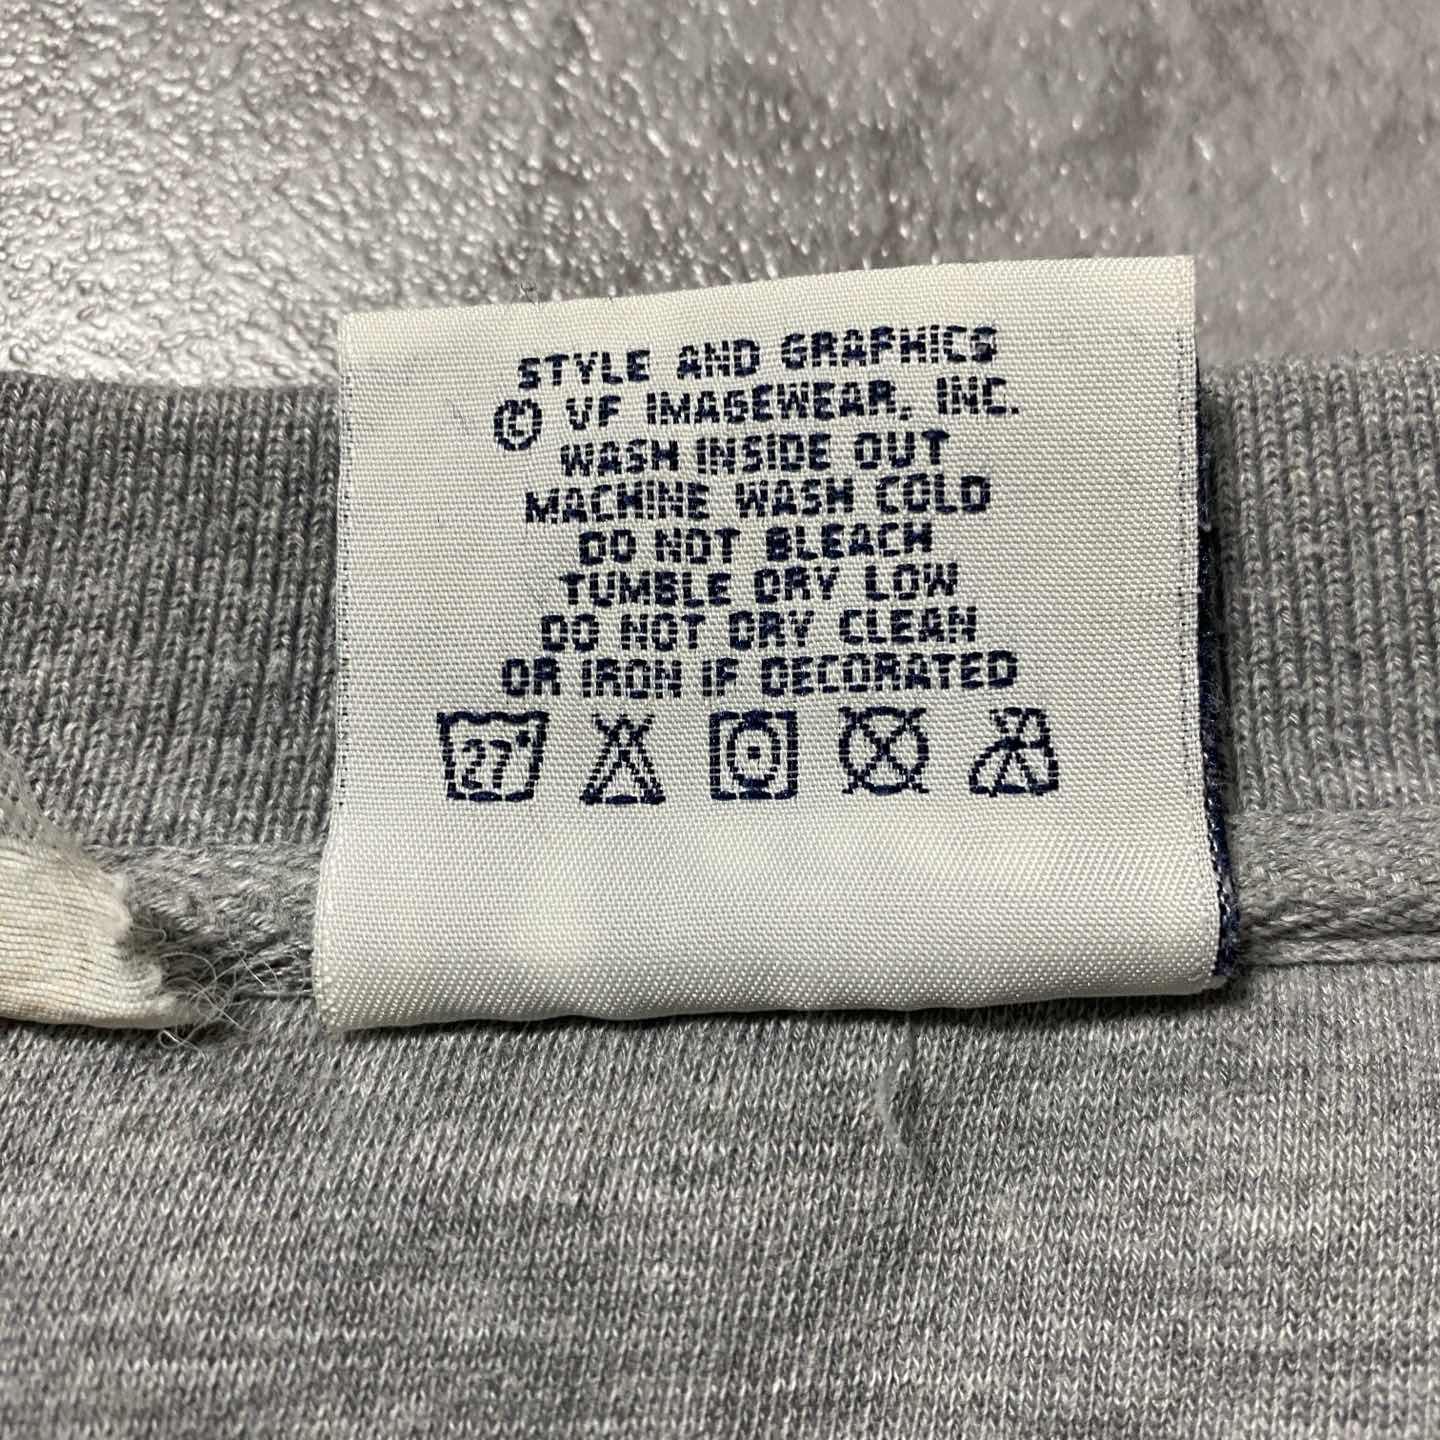 STYLE AND GRAPHICS
© VF IMAGEWEAR, INC.
WASH INSIDE OUT
MACHINE WASH COLD
DO NOT BLEACH
TUMBLE DRY LOW
DO NOT DRY CLEAN
OR IRON IF DECORATED
27°